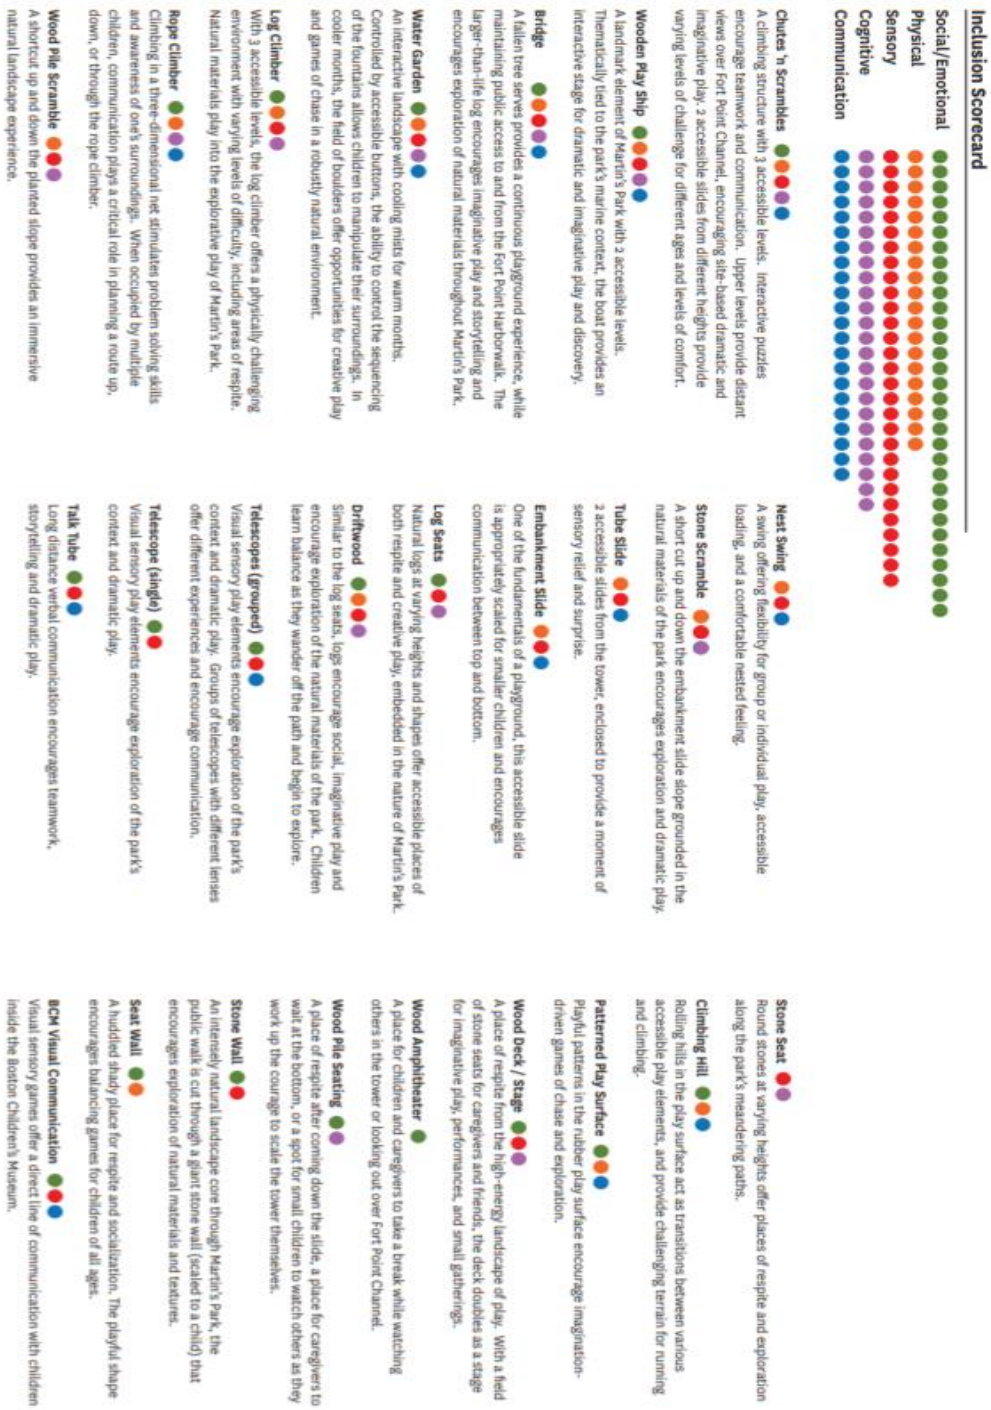 Inclusion Scorecard
Social/Emotional
Physical
Sensory
Cognitive
Communication
Chutes 'n Scrambles
A climbing structure with 3 accessible levels. Interactive puzzles
encourage teamwork and communication. Upper levels provide distant
views over Fort Point Channel, encouraging site-based dramatic and
imaginative play. 2 accessible slides from different heights provide
varying levels of challenge for different ages and levels of comfort.
Wooden Play Ship
A landmark element of Martin's Park with 2 accessible levels.
Thematically tied to the park's marine context, the boat provides an
interactive stage for dramatic and imaginative play and discovery.
Bridge
A fallen tree serves provides a continuous playground experience, while
maintaining public access to and from the Fort Point Harborwalk. The
larger-than-life log encourages imaginative play and storytelling and
encourages exploration of natural materials throughout Martin's Park.
Water Garden
An interactive landscape with cooling mists for warm months.
Controlled by accessible buttons, the ability to control the sequencing
of the fountains allows children to manipulate their surroundings. In
cooler months, the field of boulders offer opportunities for creative play
and games of chase in a robustly natural environment.
Log Climber
With 3 accessible levels, the log climber offers a physically challenging
environment with varying levels of difficulty, including areas of respite.
Natural materials play into the explorative play of Martin's Park.
Rope Climber
Climbing in a three-dimensional net stimulates problem solving skills
and awareness of one's surroundings. When occupied by multiple
children, communication plays a critical role in planning a route up,
down, or through the rope climber.
Wood Pile Scramble
A shortcut up and down the planted slope provides an immersive
natural landscape experience.
Nest Swing
A swing offering flexibility for group or individual play, accessible
loading, and a comfortable nested feeling.
Stone Scramble
A short cut up and down the embankment slide slope grounded in the
natural materials of the park encourages exploration and dramatic play.
Tube Slide
2 accessible slides from the tower, enclosed to provide a moment of
sensory relief and surprise.
Embankment Slide
One of the fundamentals of a playground, this accessible slide
is appropriately scaled for smaller children and encourages
communication between top and bottom.
Log Seats
Natural logs at varying heights and shapes offer accessible places of
both respite and creative play, embedded in the nature of Martin's Park.
Driftwood
Similar to the log seats, logs encourage social, imaginative play and
encourage exploration of the natural materials of the park. Children
learn balance as they wander off the path and begin to explore.
Telescopes (grouped)
Visual sensory play elements encourage exploration of the park's
context and dramatic play. Groups of telescopes with different lenses
offer different experiences and encourage communication.
Telescope (single)
Visual sensory play elements encourage exploration of the park's
context and dramatic play.
Talk Tube
Long distance verbal communication encourages teamwork,
storytelling and dramatic play.
Stone Seat
Round stones at varying heights offer places of respite and exploration
along the park's meandering paths.
Climbing Hill
Rolling hills in the play surface act as transitions between various
accessible play elements, and provide challenging terrain for running
and climbing.
Patterned Play Surface
Playful patterns in the rubber play surface encourage imagination-
driven games of chase and exploration.
Wood Deck / Stage
A place of respite from the high-energy landscape of play. With a field
of stone seats for caregivers and friends, the deck doubles as a stage
for imaginative play, performances, and small gatherings.
Wood Amphitheater
A place for children and caregivers to take a break while watching
others in the tower or looking out over Fort Point Channel.
Wood Pile Seating
A place of respite after coming down the slide, a place for caregivers to
wait at the bottom, or a spot for small children to watch others as they
work up the courage to scale the tower themselves.
Stone Wall
An intensely natural landscape core through Martin's Park, the
public walk is cut through a giant stone wall (scaled to a child) that
encourages exploration of natural materials and textures.
Seat Wall
A huddled shady place for respite and socialization. The playful shape
encourages balancing games for children of all ages.
BCM Visual Communication
Visual sensory games offer a direct line of communication with children
inside the Boston Children's Museum.